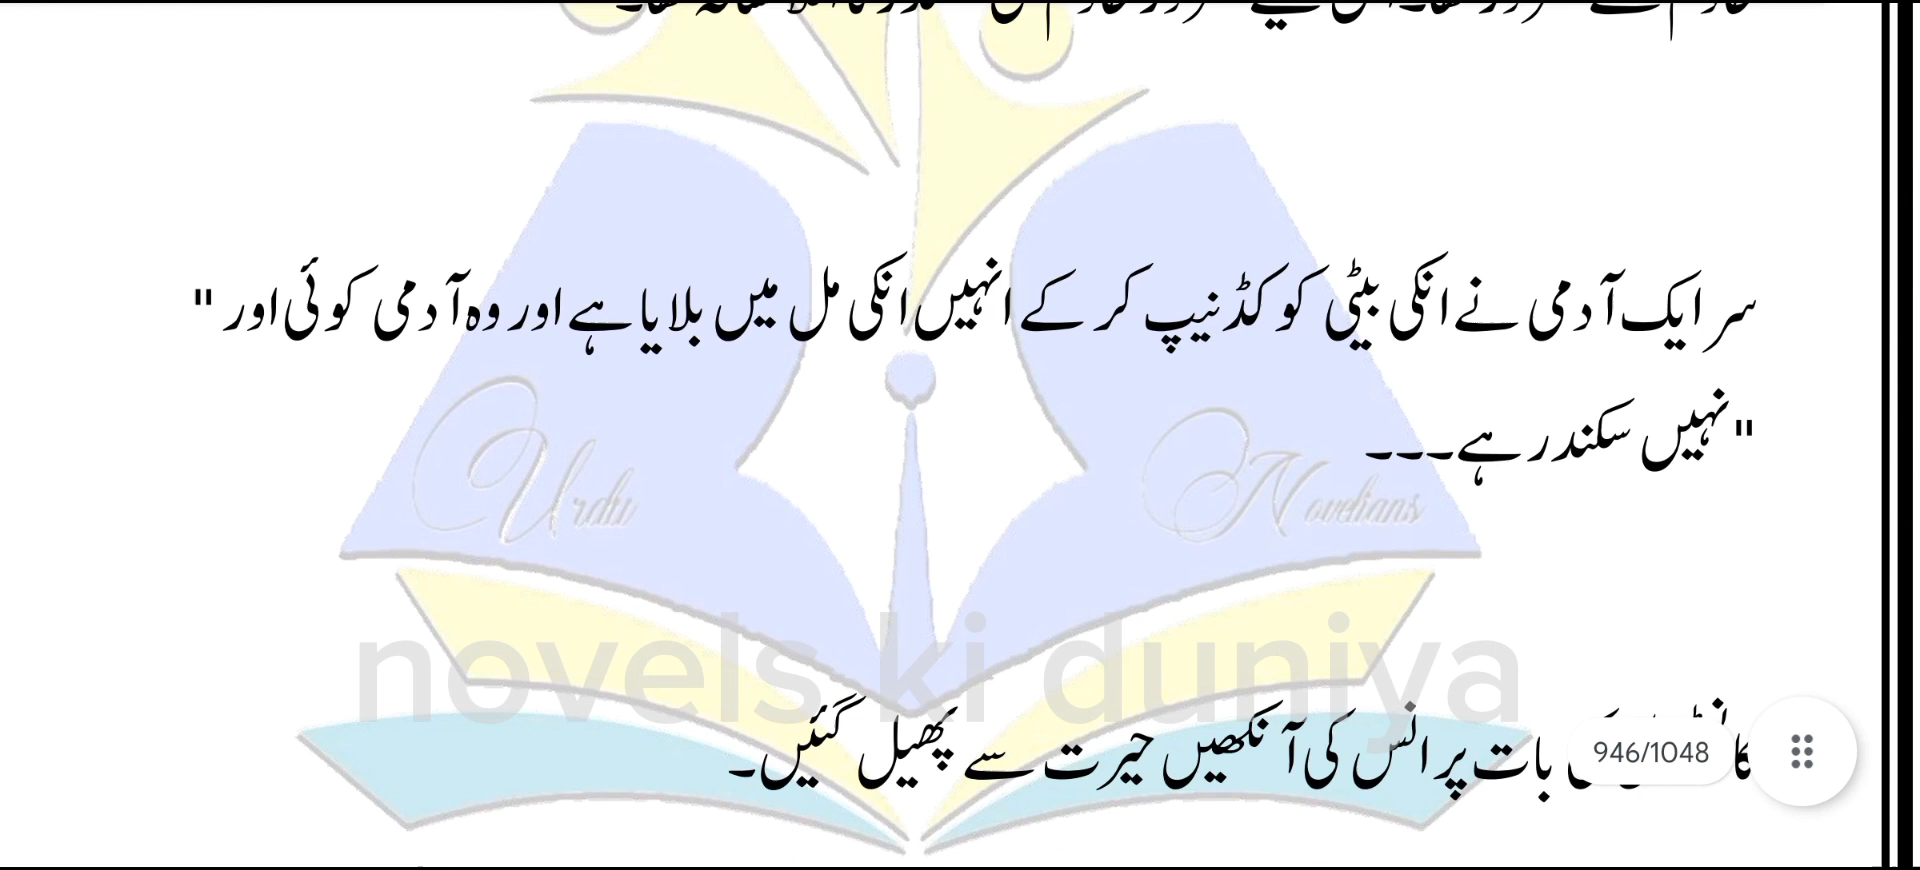 سر ایک آدمی نے انکی بیٹی کو کڈنیپ کر کے انہیں انکی مل میں بلایا ہے اور وہ آدمی کوئی اور "
"نہیں سکندر ہے۔۔۔
Urdu Novelians
novels ki duniya
بات پر انس کی آنکھیں حیرت سے پھیل گئیں۔
946/1048